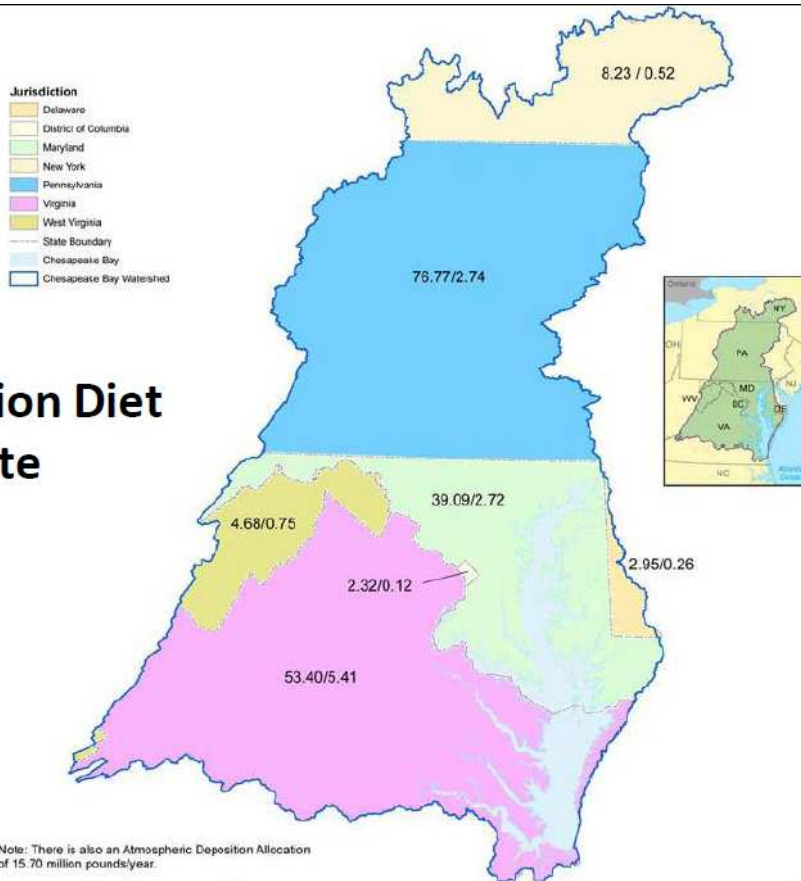 Jurisdiction
Delaware
District of Columbia
Maryland
New York
Pennsylvania
Virginia
West Virginia
State Boundary
Chesapeake Bay
Chesapeake Bay Watershed
ion Diet
te
8.23 / 0.52
76.77/2.74
39.09/2.72
4.68/0.75
2.95/0.26
2.32/0.12
53.40/5.41
NY
OH
PA
NJ
MD
WV
DE
VA
NC
Note: There is also an Atmospheric Deposition Allocation
of 15.70 million pounds/year.